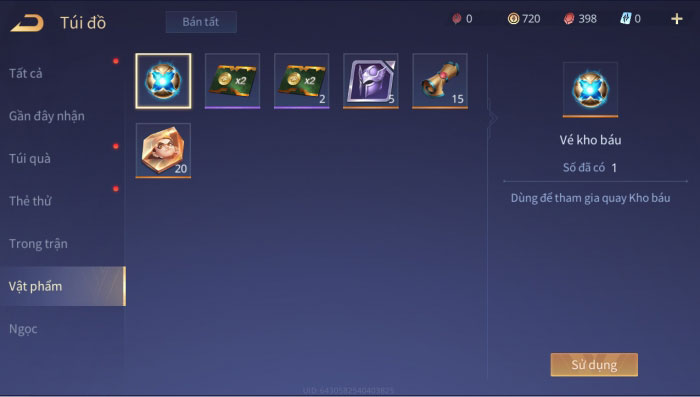 Túi đồ
Bán tất
0
720
398
0
+
Tất cả
Gần đây nhận
Túi quà
Thẻ thử
Trong trận
Vật phẩm
Ngọc
x2
x2
2
5
15
20
Vé kho báu
Số đã có 1
Dùng để tham gia quay Kho báu
Sử dụng